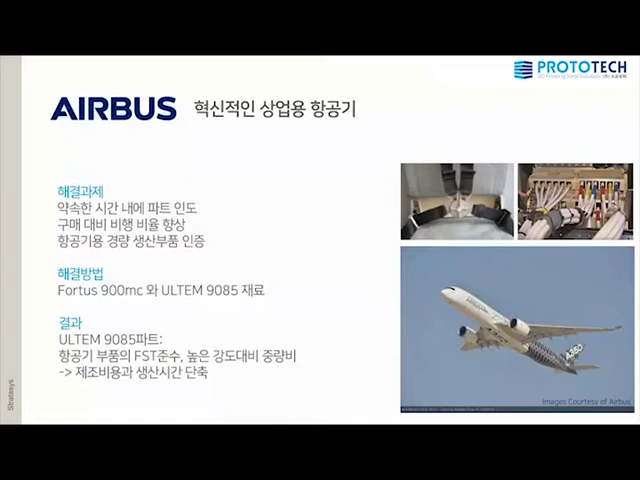 PROTOTECH
AIRBUS 혁신적인 상업용 항공기
해결과제
약속한 시간 내에 파트 인도
구매 대비 비행 비율 향상
항공기용 경량 생산부품 인증
해결방법
Fortus 900mc 와 ULTEM 9085 재료
결과
ULTEM 9085파트:
항공기 부품의 FST준수, 높은 강도대비 중량비
-> 제조비용과 생산시간 단축
A350
Images Courtesy of Airbus
Stratasys